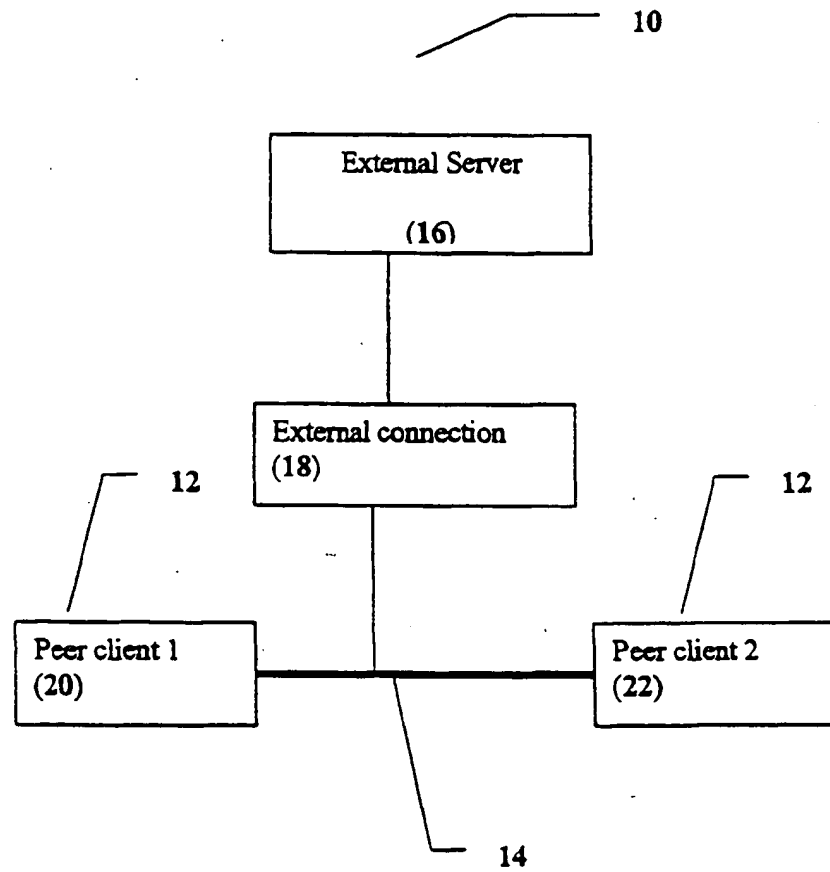 10
External Server
(16)
External connection
(18)
12
12
Peer client 1
(20)
Peer client 2
(22)
14